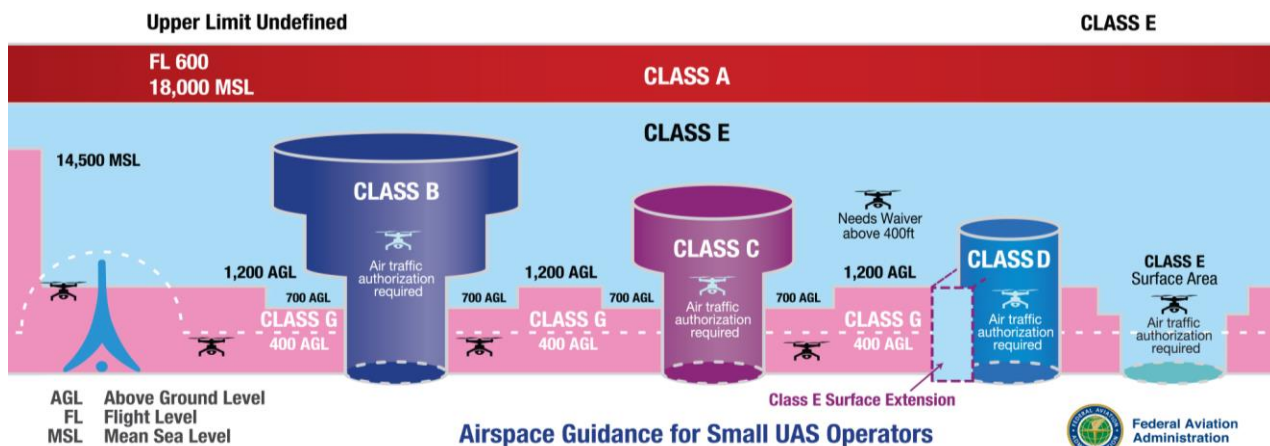 Upper Limit Undefined
CLASS E
FL 600
18,000 MSL
CLASS A
CLASS E
14,500 MSL
CLASS B
Air traffic
authorization
required
CLASS C
Air traffic
authorization
required
Needs Waiver
above 400ft
CLASS D
Air traffic
authorization
required
CLASS E
Surface Area
Air traffic
authorization
required
1,200 AGL
700 AGL
CLASS G
400 AGL
700 AGL
1,200 AGL
700 AGL
CLASS G
400 AGL
700 AGL
1,200 AGL
CLASS G
400 AGL
Class E Surface Extension
AGL Above Ground Level
FL Flight Level
MSL Mean Sea Level
Airspace Guidance for Small UAS Operators
Federal Aviation
Administration